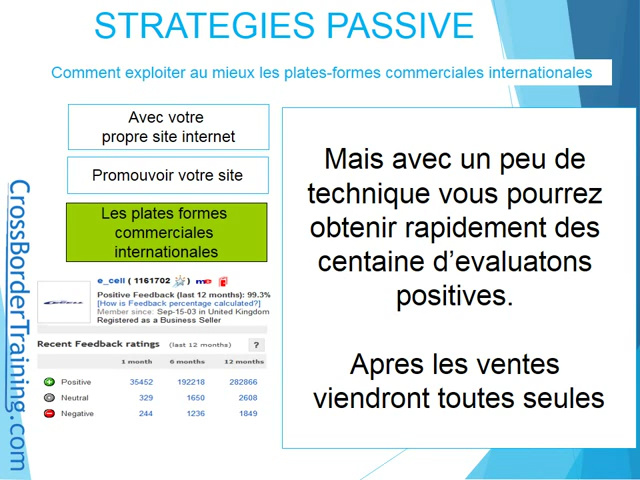 STRATEGIES PASSIVE
Comment exploiter au mieux les plates-formes commerciales internationales
Avec votre
propre site internet
Promouvoir votre site
Les plates formes
commerciales
internationales
Mais avec un peu de
technique vous pourrez
obtenir rapidement des
centaine d’evaluatons
positives.
Apres les ventes
viendront toutes seules
e_cell ( 1161702 ) me
Positive Feedback (last 12 months): 99.3%
[How is Feedback percentage calculated?]
Member since: Sep-15-03 in United Kingdom
Registered as a Business Seller
Recent Feedback ratings (last 12 months) ?
1 month 6 months 12 months
Positive 35452 192218 282866
Neutral 329 1650 2608
Negative 244 1236 1849
CrossBorderTraining.com